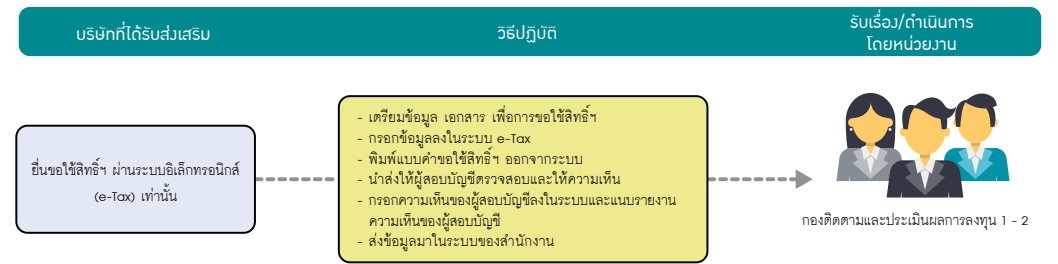 บริษัทที่ได้รับส่งเสริม
วิธีปฏิบัติ
รับเรื่อง/ดำเนินการ
โดยหน่วยงาน
ยื่นขอใช้สิทธิ์ฯ ผ่านระบบอิเล็กทรอนิกส์
(e-Tax) เท่านั้น
- เตรียมข้อมูล เอกสาร เพื่อการขอใช้สิทธิ์ฯ
- กรอกข้อมูลลงในระบบ e-Tax
- พิมพ์แบบคำขอใช้สิทธิ์ฯ ออกจากระบบ
- นำส่งให้ผู้สอบบัญชีตรวจสอบและให้ความเห็น
- กรอกความเห็นของผู้สอบบัญชีลงในระบบและแนบรายงาน
ความเห็นของผู้สอบบัญชี
- ส่งข้อมูลมาในระบบของสำนักงาน
กองติดตามและประเมินผลการลงทุน 1 - 2